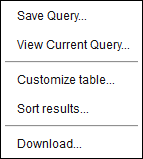 Save Query...
View Current Query...
Customize table...
Sort results...
Download...